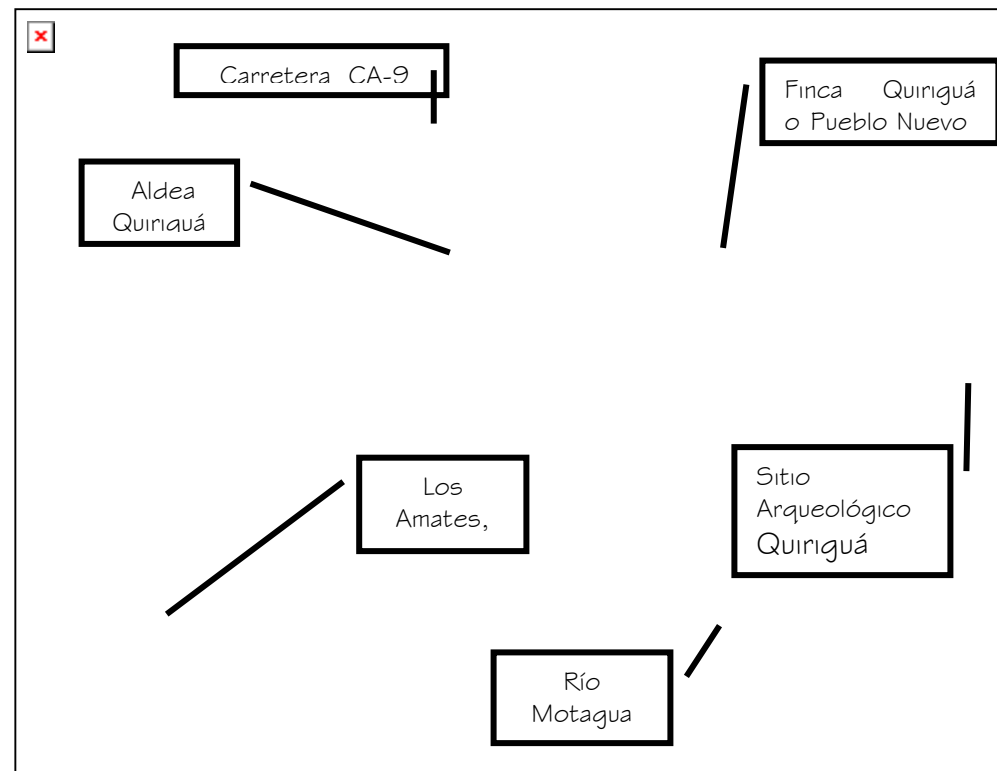 Carretera CA-9
Finca Quiriguá
o Pueblo Nuevo
Aldea
Quiriguá
Los
Amates,
Sitio
Arqueológico
Quiriguá
Río
Motagua